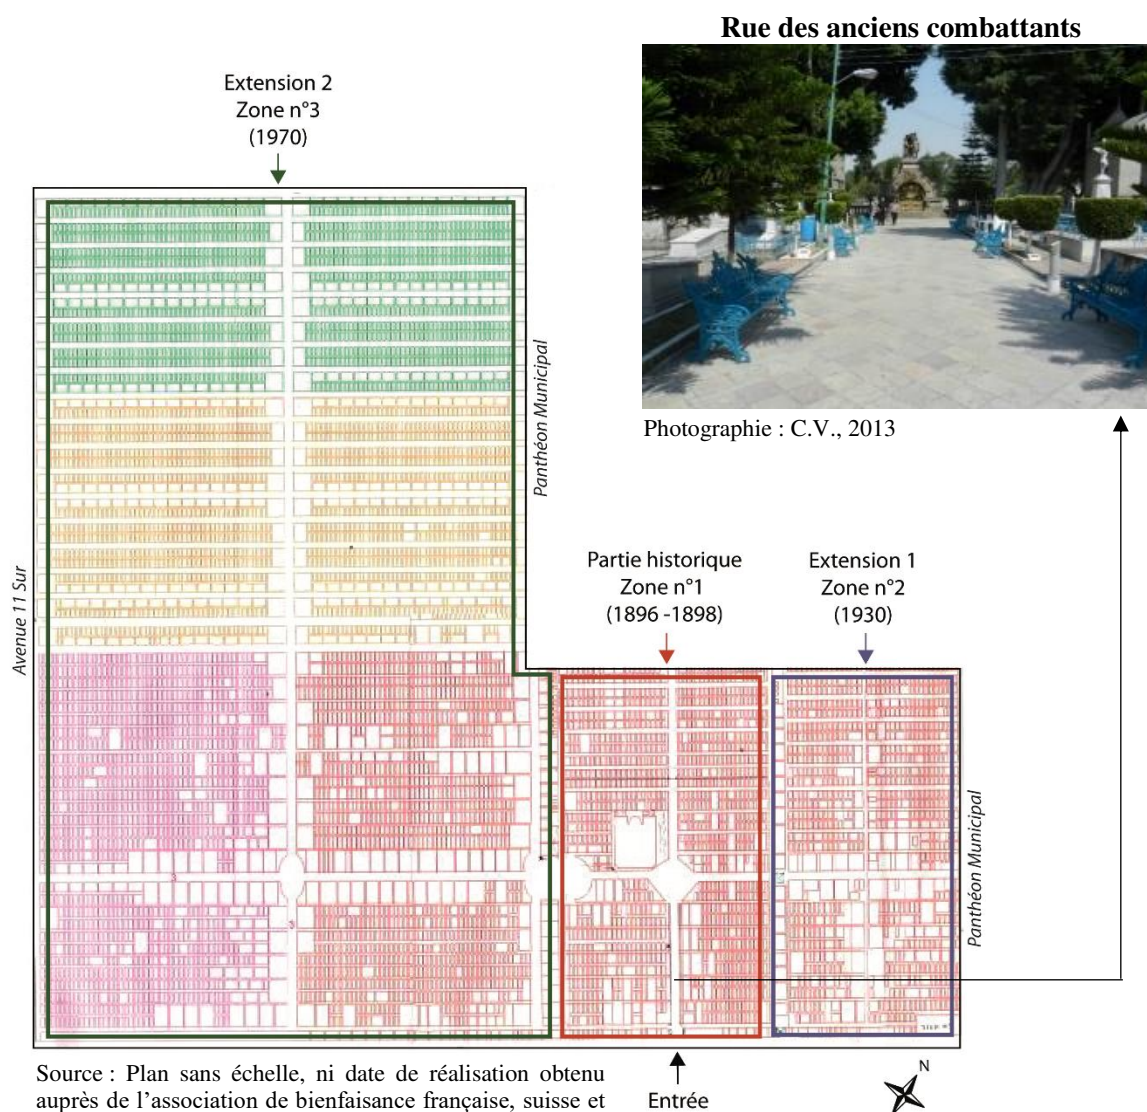 Rue des anciens combattants
Extension 2
Zone n°3
(1970)
Panthéon Municipal
Photographie : C.V., 2013
Avenue 11 Sur
Partie historique
Zone n°1
(1896 -1898)
Extension 1
Zone n°2
(1930)
Panthéon Municipal
3
3
N
Source : Plan sans échelle, ni date de réalisation obtenu
auprès de l'association de bienfaisance française, suisse et
Entrée